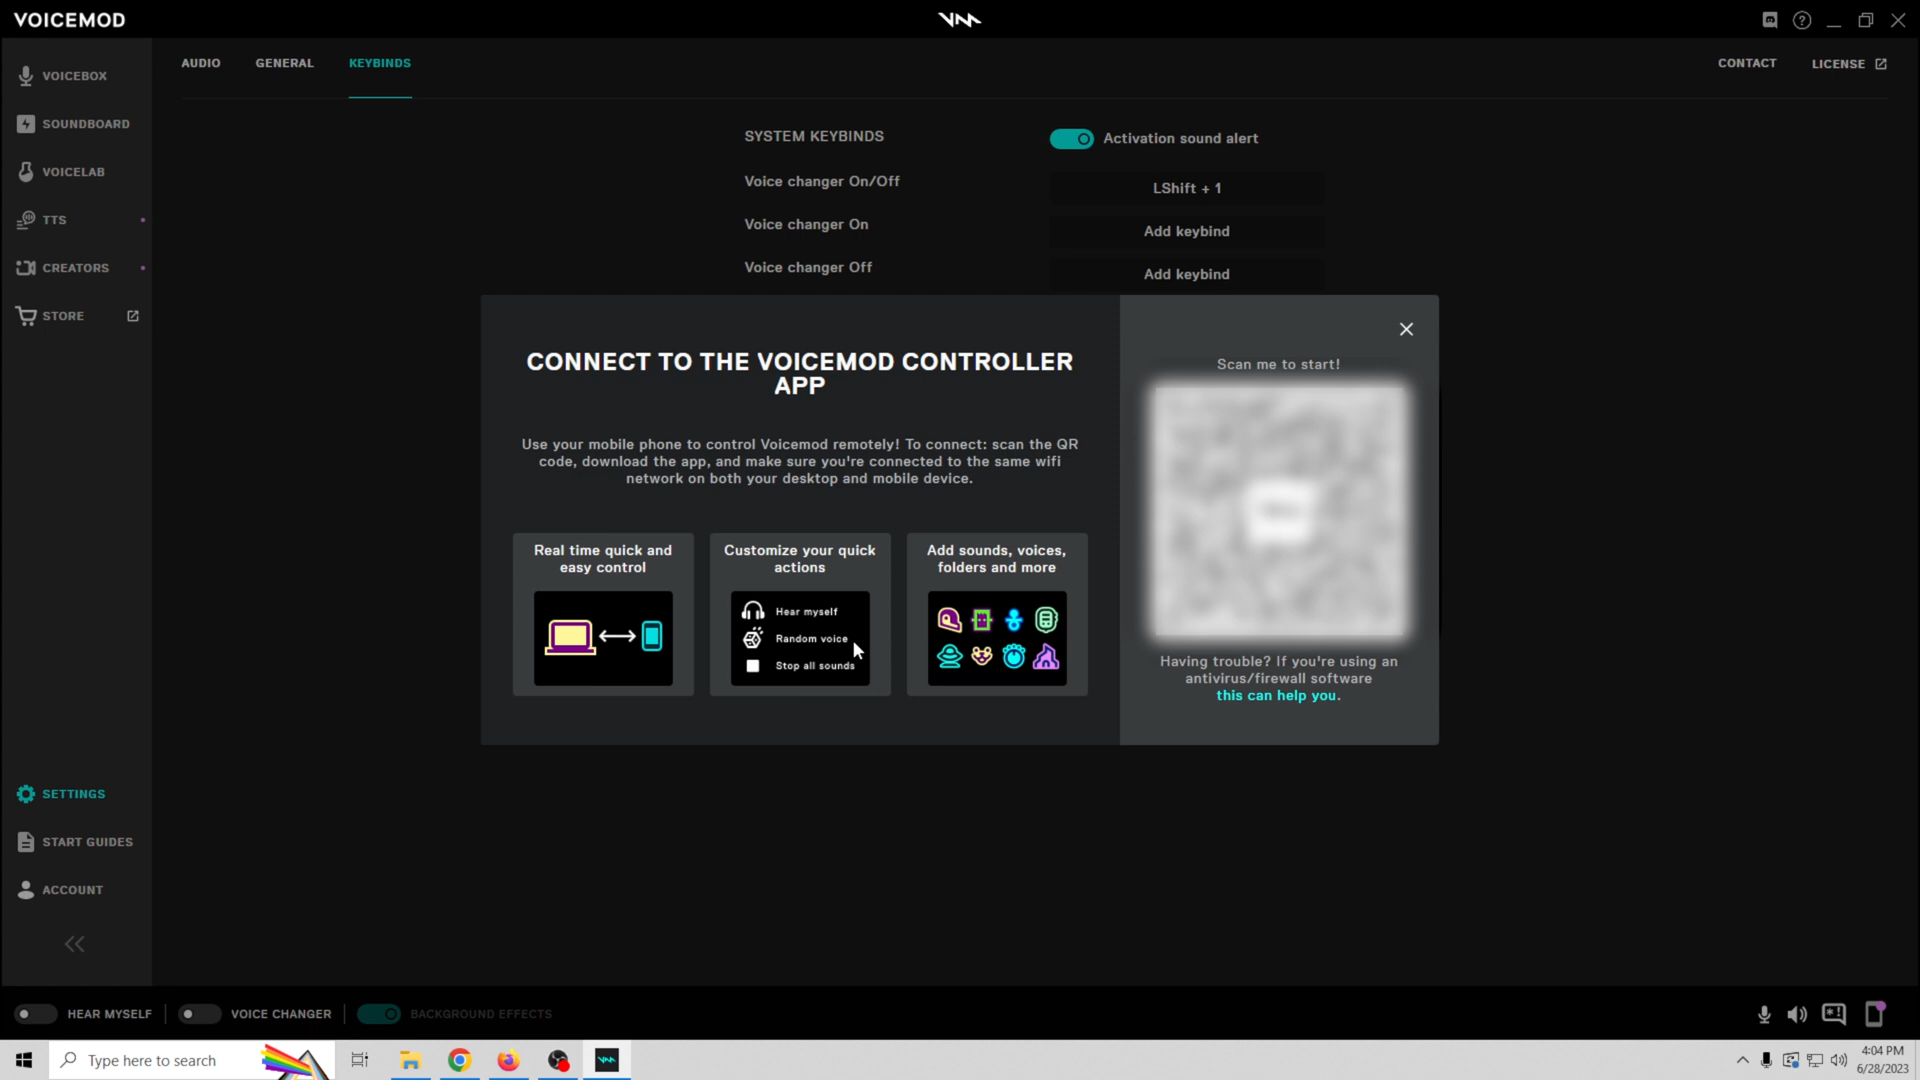 VOICEMOD
VOICEBOX
SOUNDBOARD
VOICELAB
TTS
CREATORS
STORE
SETTINGS
START GUIDES
ACCOUNT
AUDIO
GENERAL
KEYBINDS
CONTACT
LICENSE
SYSTEM KEYBINDS
Activation sound alert
Voice changer On/Off
LShift + 1
Voice changer On
Add keybind
Voice changer Off
Add keybind
CONNECT TO THE VOICEMOD CONTROLLER
APP
Use your mobile phone to control Voicemod remotely! To connect: scan the QR
code, download the app, and make sure you're connected to the same wifi
network on both your desktop and mobile device.
Real time quick and
easy control
Customize your quick
actions
Hear myself
Random voice
Stop all sounds
Add sounds, voices,
folders and more
Scan me to start!
Having trouble? If you're using an
antivirus/firewall software
this can help you.
HEAR MYSELF
VOICE CHANGER
BACKGROUND EFFECTS
Type here to search
4:04 PM
6/28/2023